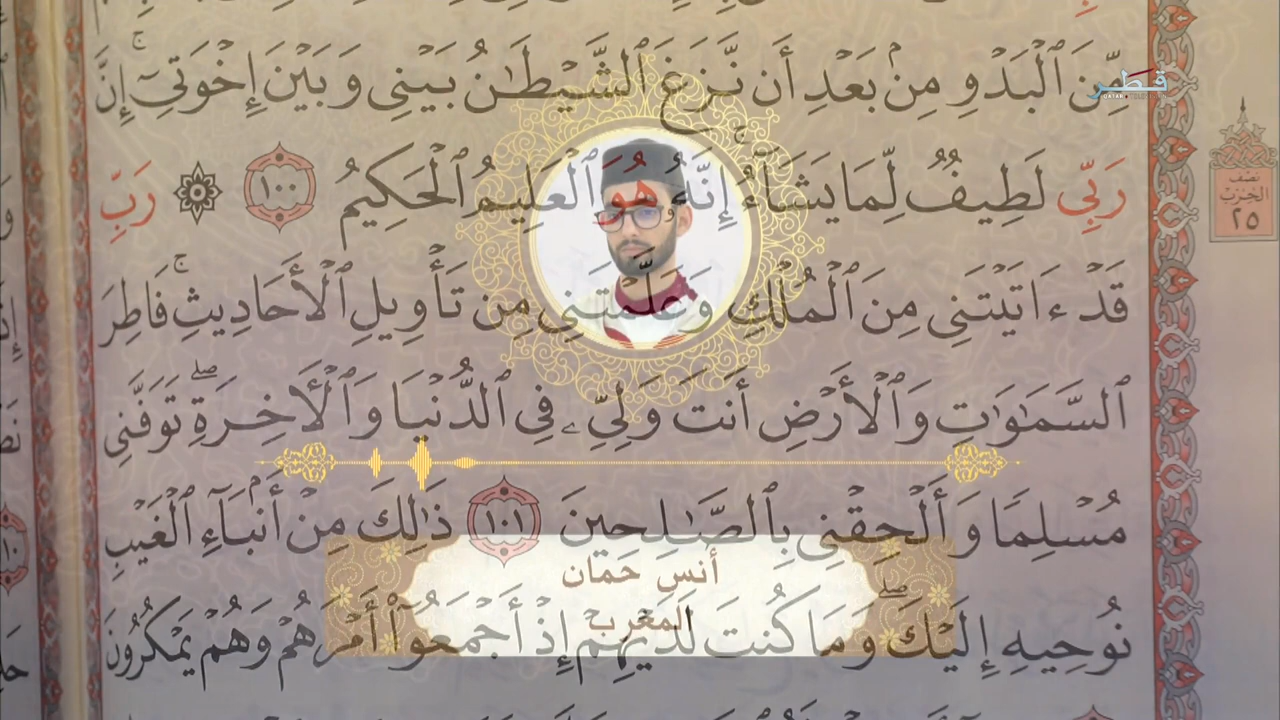 مِّنَ ٱلْبَدْوِ مِنۢ بَعْدِ أَن نَّزَغَ ٱلشَّيْطَٰنُ بَيْنِى وَبَيْنَ إِخْوَتِىٓ ۚ إِنَّ
قطر
QATAR
رَبِّى لَطِيفٌ لِّمَا يَشَآءُ ۚ إِنَّهُۥ هُوَ ٱلْعَلِيمُ ٱلْحَكِيمُ ١٠٠ ۞ رَبِّ
نصف
الحزب
٢٥
قَدْ ءَاتَيْتَنِى مِنَ ٱلْمُلْكِ وَعَلَّمْتَنِى مِن تَأْوِيلِ ٱلْأَحَادِيثِ ۚ فَاطِرَ
ٱلسَّمَٰوَٰتِ وَٱلْأَرْضِ أَنتَ وَلِىِّۦ فِى ٱلدُّنْيَا وَٱلْءَاخِرَةِ ۖ تَوَفَّنِى
مُسْلِمًا وَأَلْحِقْنِى بِٱلصَّٰلِحِينَ ١٠١ ذَٰلِكَ مِنْ أَنۢبَآءِ ٱلْغَيْبِ
أنس حمان
المغرب
نُوحِيهِ إِلَيْكَ ۖ وَمَا كُنتَ لَدَيْهِمْ إِذْ أَجْمَعُوٓا۟ أَمْرَهُمْ وَهُمْ يَمْكُرُونَ